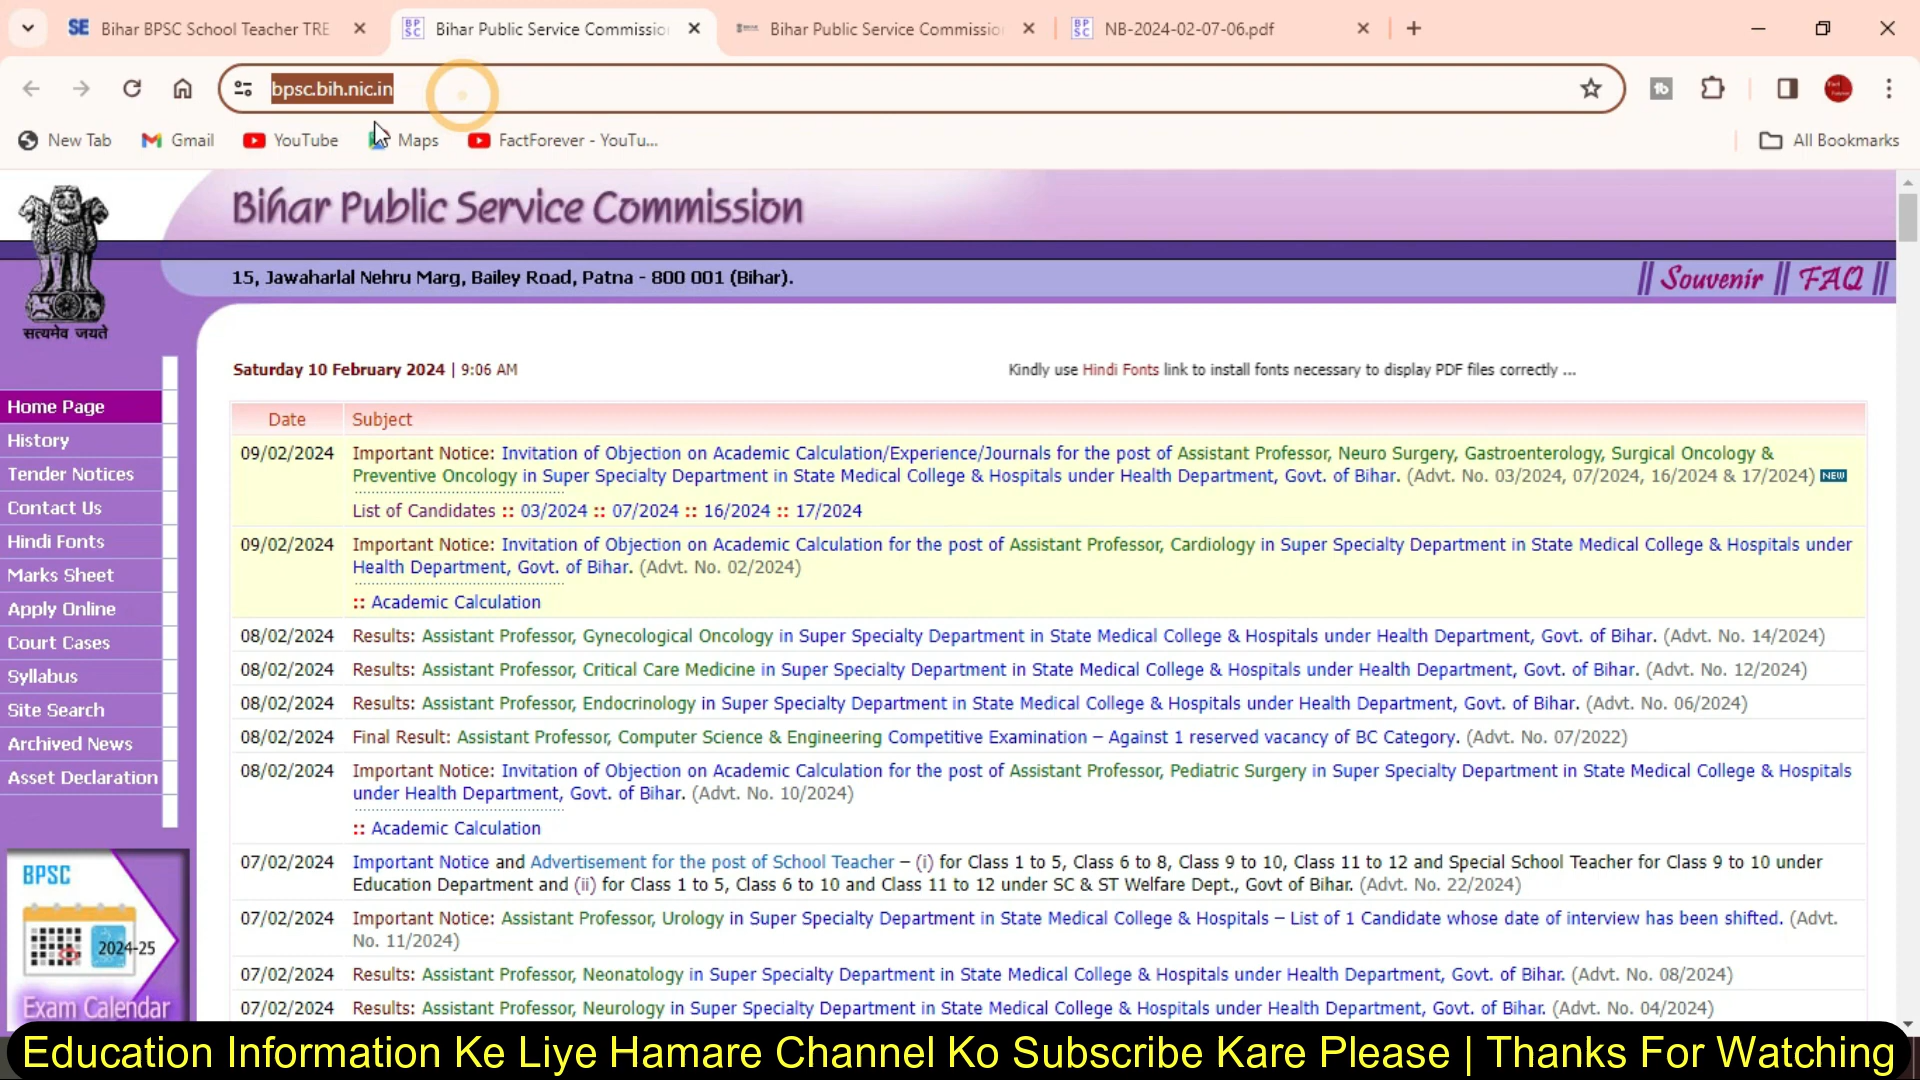 Bihar BPSC School Teacher TRE
Bihar Public Service Commissio
Bihar Public Service Commissio
NB-2024-02-07-06.pdf
bpsc.bih.nic.in
New Tab
Gmail
YouTube
Maps
FactForever - YouTu...
All Bookmarks
Bihar Public Service Commission
15, Jawaharlal Nehru Marg, Bailey Road, Patna - 800 001 (Bihar).
|| Souvenir || FAQ ||
सत्यमेव जयते
Saturday 10 February 2024 | 9:06 AM
Kindly use Hindi Fonts link to install fonts necessary to display PDF files correctly ...
Home Page
History
Tender Notices
Contact Us
Hindi Fonts
Marks Sheet
Apply Online
Court Cases
Syllabus
Site Search
Archived News
Asset Declaration
BPSC
2024-25
Exam Calendar
Date Subject
09/02/2024 Important Notice: Invitation of Objection on Academic Calculation/Experience/Journals for the post of Assistant Professor, Neuro Surgery, Gastroenterology, Surgical Oncology &
Preventive Oncology in Super Specialty Department in State Medical College & Hospitals under Health Department, Govt. of Bihar. (Advt. No. 03/2024, 07/2024, 16/2024 & 17/2024) NEW
List of Candidates :: 03/2024 :: 07/2024 :: 16/2024 :: 17/2024
09/02/2024 Important Notice: Invitation of Objection on Academic Calculation for the post of Assistant Professor, Cardiology in Super Specialty Department in State Medical College & Hospitals under
Health Department, Govt. of Bihar. (Advt. No. 02/2024)
:: Academic Calculation
08/02/2024 Results: Assistant Professor, Gynecological Oncology in Super Specialty Department in State Medical College & Hospitals under Health Department, Govt. of Bihar. (Advt. No. 14/2024)
08/02/2024 Results: Assistant Professor, Critical Care Medicine in Super Specialty Department in State Medical College & Hospitals under Health Department, Govt. of Bihar. (Advt. No. 12/2024)
08/02/2024 Results: Assistant Professor, Endocrinology in Super Specialty Department in State Medical College & Hospitals under Health Department, Govt. of Bihar. (Advt. No. 06/2024)
08/02/2024 Final Result: Assistant Professor, Computer Science & Engineering Competitive Examination – Against 1 reserved vacancy of BC Category. (Advt. No. 07/2022)
08/02/2024 Important Notice: Invitation of Objection on Academic Calculation for the post of Assistant Professor, Pediatric Surgery in Super Specialty Department in State Medical College & Hospitals
under Health Department, Govt. of Bihar. (Advt. No. 10/2024)
:: Academic Calculation
07/02/2024 Important Notice and Advertisement for the post of School Teacher – (i) for Class 1 to 5, Class 6 to 8, Class 9 to 10, Class 11 to 12 and Special School Teacher for Class 9 to 10 under
Education Department and (ii) for Class 1 to 5, Class 6 to 10 and Class 11 to 12 under SC & ST Welfare Dept., Govt of Bihar. (Advt. No. 22/2024)
07/02/2024 Important Notice: Assistant Professor, Urology in Super Specialty Department in State Medical College & Hospitals – List of 1 Candidate whose date of interview has been shifted. (Advt.
No. 11/2024)
07/02/2024 Results: Assistant Professor, Neonatology in Super Specialty Department in State Medical College & Hospitals under Health Department, Govt. of Bihar. (Advt. No. 08/2024)
07/02/2024 Results: Assistant Professor, Neurology in Super Specialty Department in State Medical College & Hospitals under Health Department, Govt. of Bihar. (Advt. No. 04/2024)
Education Information Ke Liye Hamare Channel Ko Subscribe Kare Please | Thanks For Watching